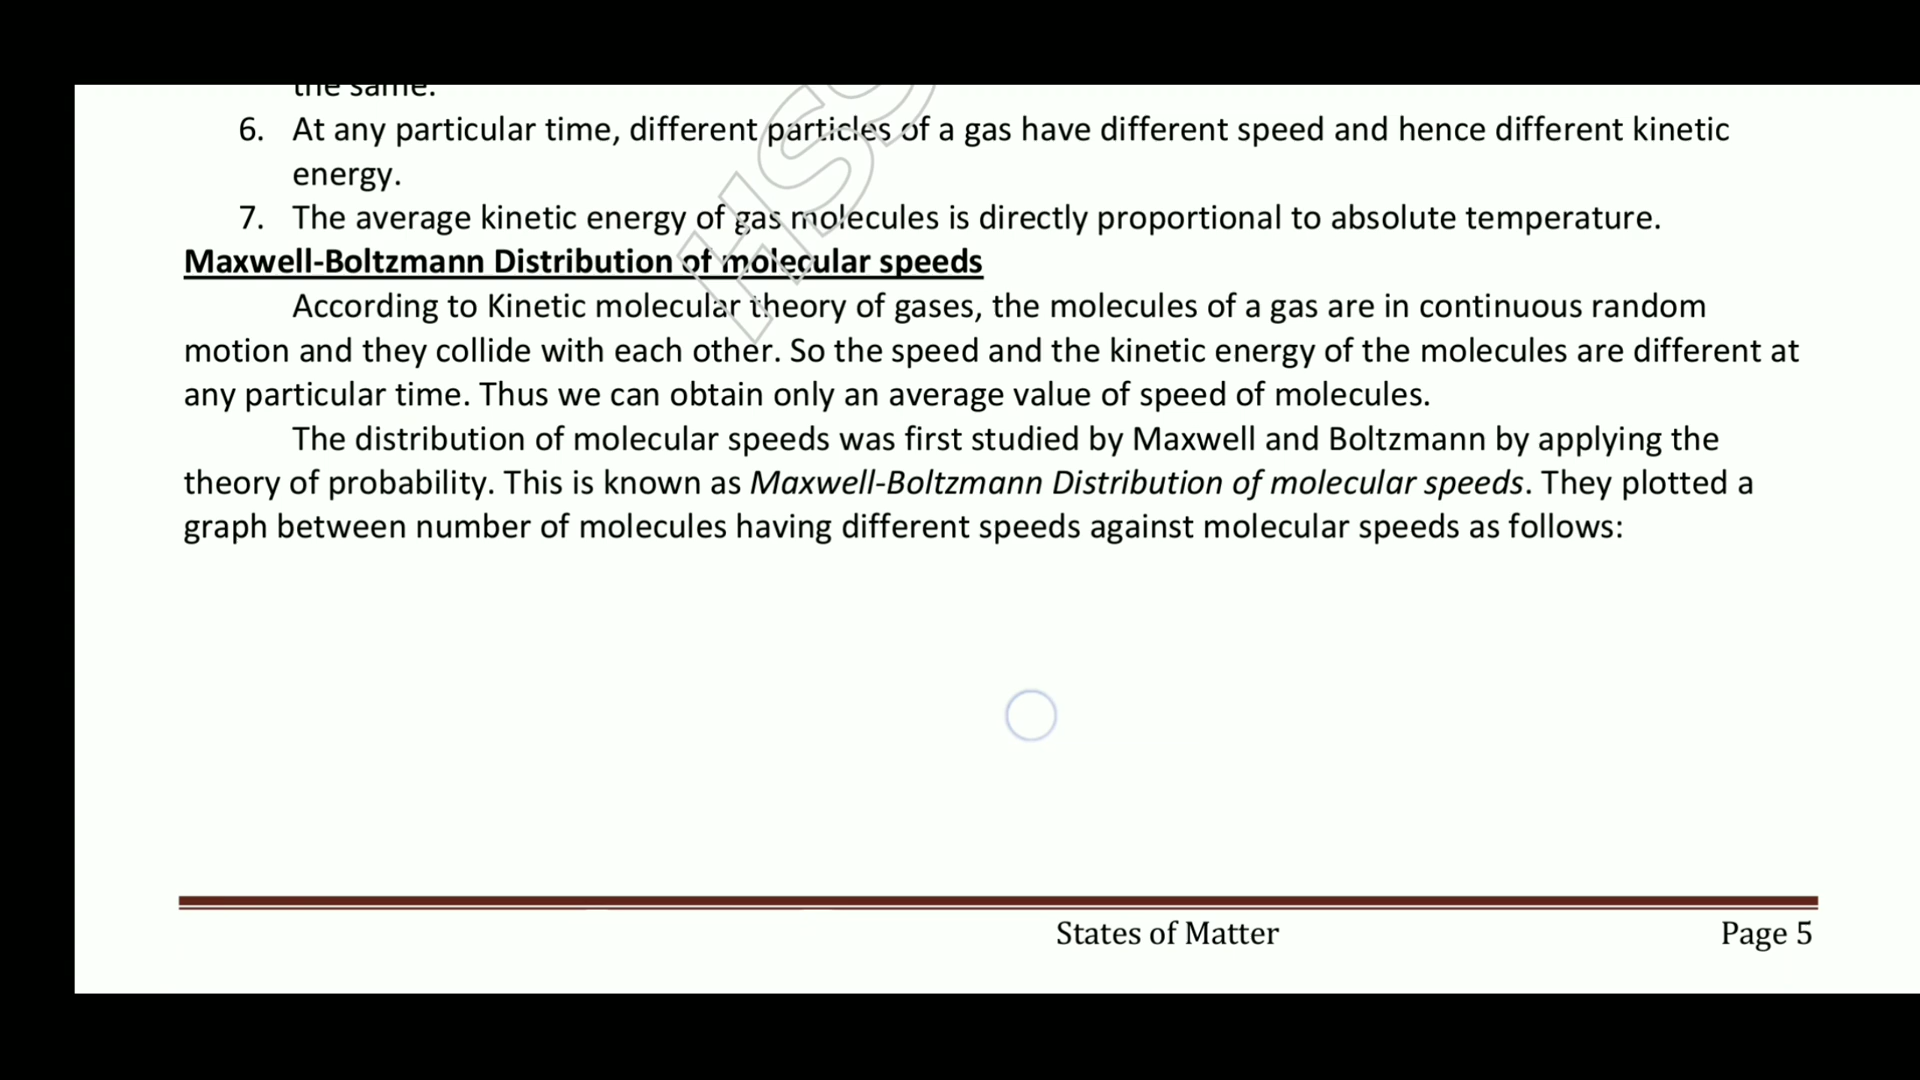 the same.
6. At any particular time, different particles of a gas have different speed and hence different kinetic
energy.
7. The average kinetic energy of gas molecules is directly proportional to absolute temperature.
Maxwell-Boltzmann Distribution of molecular speeds
According to Kinetic molecular theory of gases, the molecules of a gas are in continuous random
motion and they collide with each other. So the speed and the kinetic energy of the molecules are different at
any particular time. Thus we can obtain only an average value of speed of molecules.
The distribution of molecular speeds was first studied by Maxwell and Boltzmann by applying the
theory of probability. This is known as Maxwell-Boltzmann Distribution of molecular speeds. They plotted a
graph between number of molecules having different speeds against molecular speeds as follows:
States of Matter
Page 5